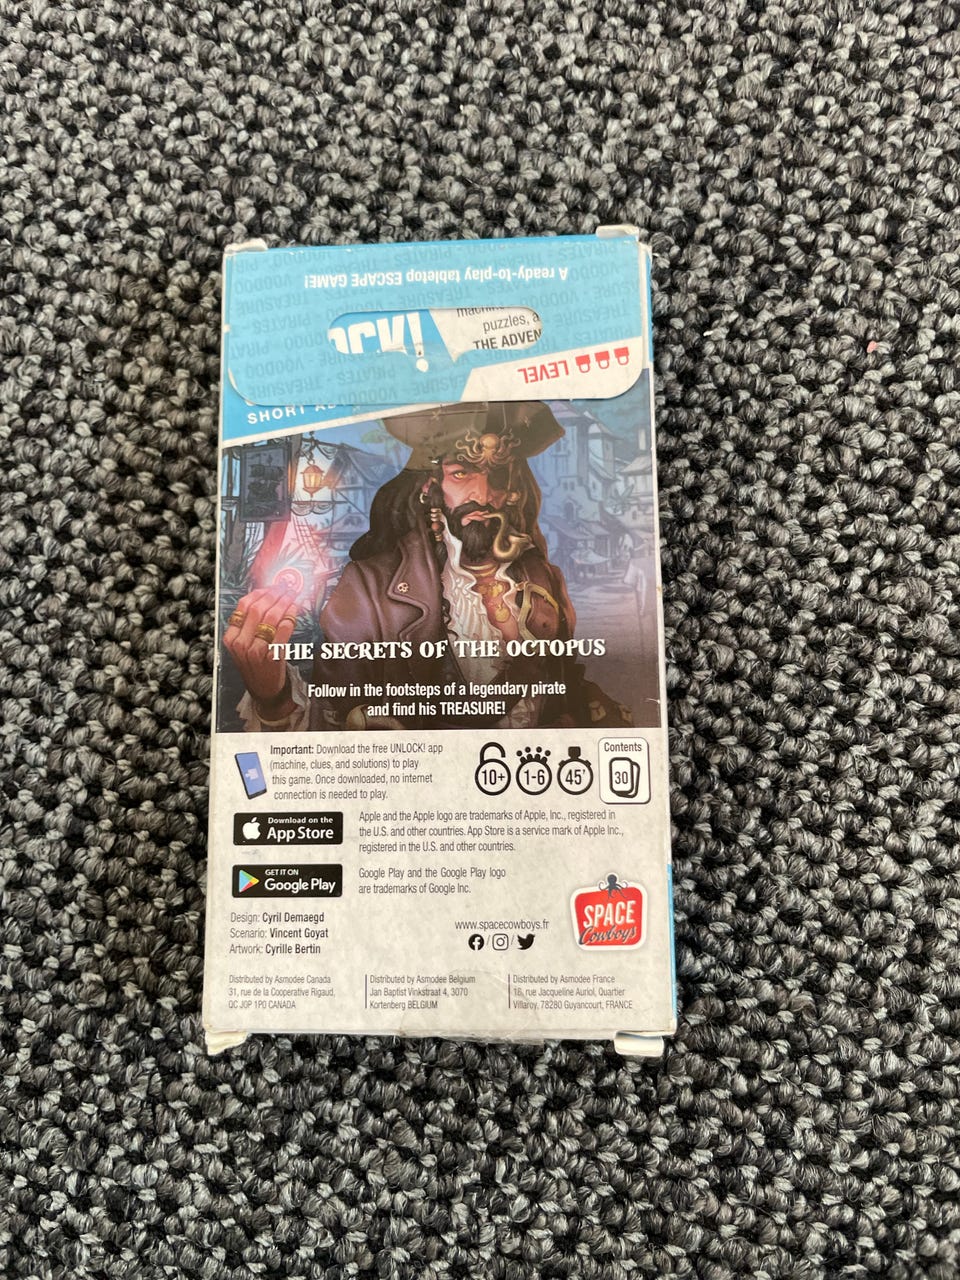 A ready-to-play tabletop ESCAPE GAME!
puzzles, a
THE ADVEN
LEVEL
SHORT AD
THE SECRETS OF THE OCTOPUS
Follow in the footsteps of a legendary pirate
and find his TREASURE!
Important: Download the free UNLOCK! app
(machine, clues, and solutions) to play
this game. Once downloaded, no internet
connection is needed to play.
10+ 1-6 45'
Contents
30
Download on the
App Store
Apple and the Apple logo are trademarks of Apple, Inc., registered in
the U.S. and other countries. App Store is a service mark of Apple Inc.,
registered in the U.S. and other countries.
GET IT ON
Google Play
Google Play and the Google Play logo
are trademarks of Google Inc.
Design: Cyril Demaegd
Scenario: Vincent Goyat
Artwork: Cyrille Bertin
www.spacecowboys.fr
SPACE
Cowboys
Distributed by Asmodee Canada
31, rue de la Cooperative Rigaud,
QC J0P 1P0 CANADA
Distributed by Asmodee Belgium
Jan Baptist Vinkstraat 4, 3070
Kortenberg BELGIUM
Distributed by Asmodee France
18, rue Jacqueline Auriol, Quartier
Villaroy, 78280 Guyancourt, FRANCE